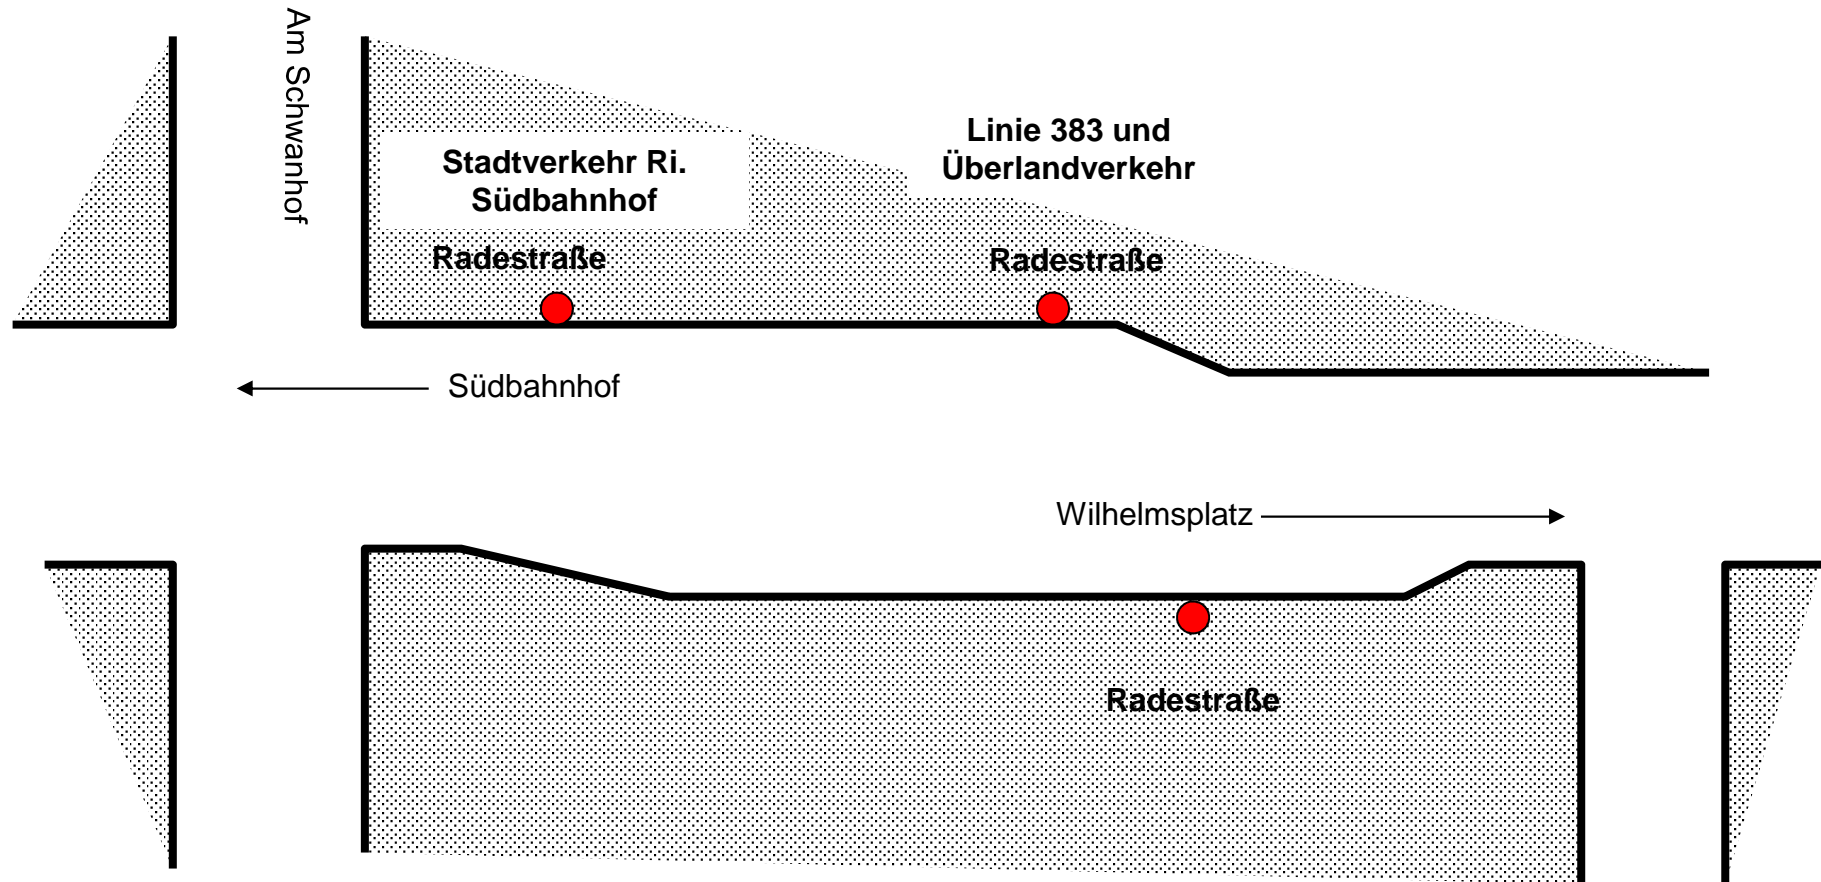 Am Schwanhof
Stadtverkehr Ri.
Südbahnhof
Linie 383 und
Überlandverkehr
Radestraße
Radestraße
Südbahnhof
Wilhelmsplatz
Radestraße